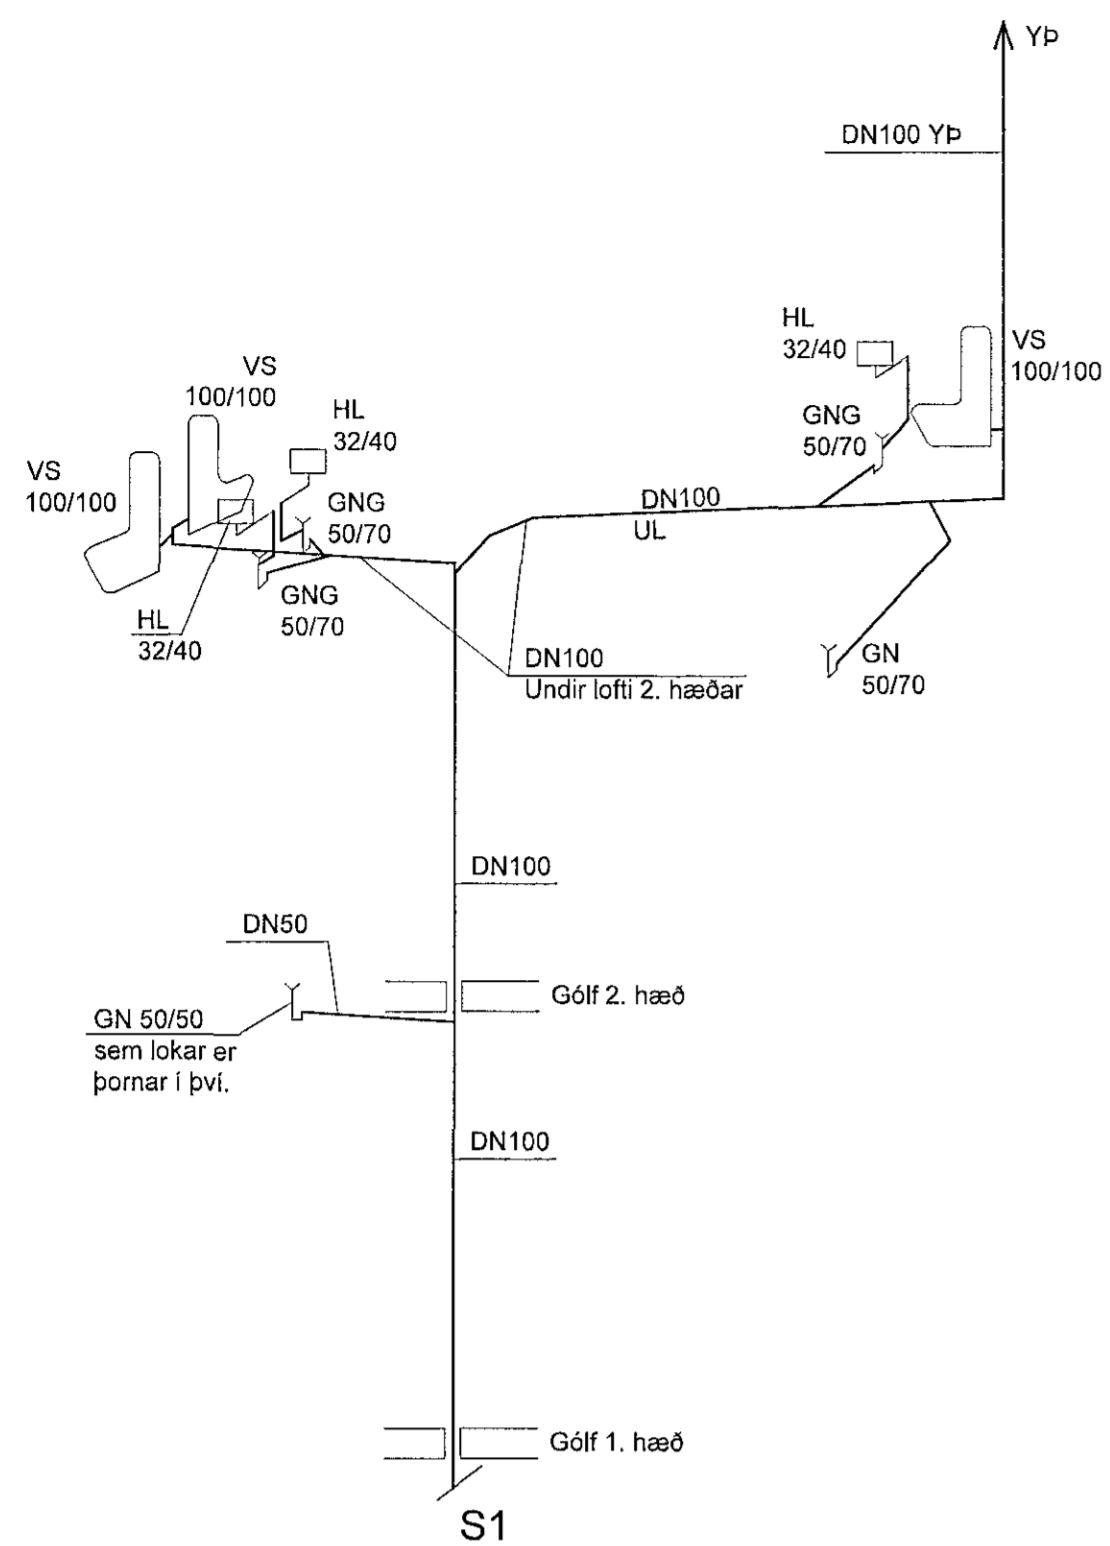 YÞ
DN100 YÞ
HL
32/40
VS
100/100
GNG
50/70
VS
100/100
HL
32/40
VS
100/100
GNG
50/70
DN100
UL
GNG
50/70
HL
32/40
DN100
Undir lofti 2. hæðar
GN
50/70
DN100
DN50
Gólf 2. hæð
GN 50/50
sem lokar er
þornar í því.
DN100
Gólf 1. hæð
S1